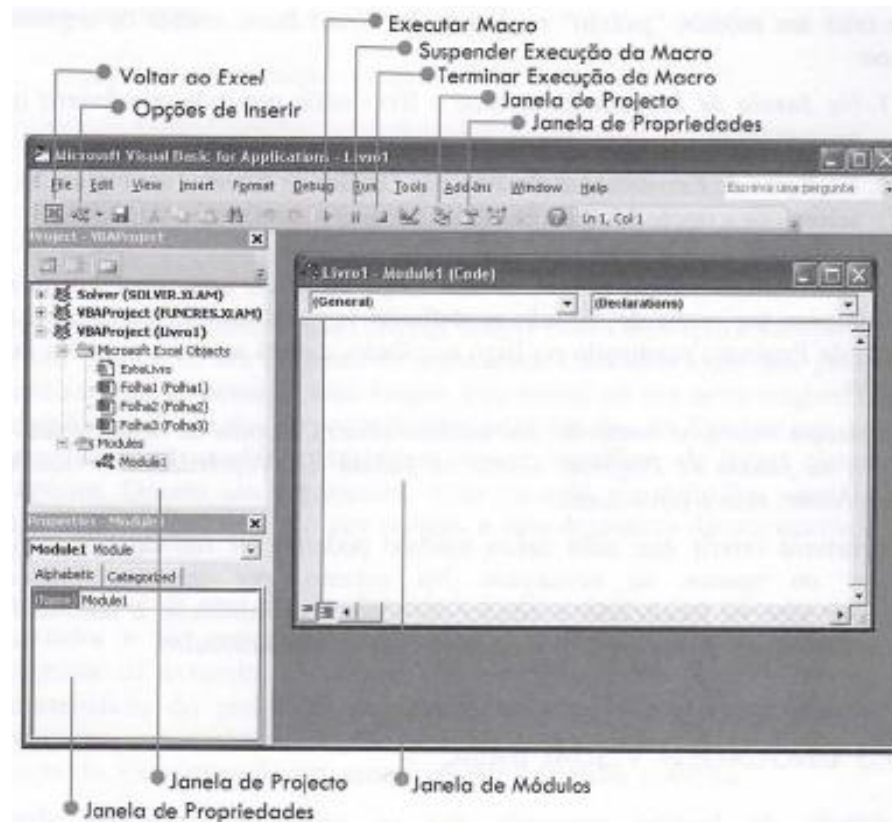 Executar Macro
Suspender Execução da Macro
Voltar ao Excel
Terminar Execução da Macro
Opções de Inserir
Janela de Projecto
Janela de Propriedades
Microsoft Visual Basic for Applications - Livro1
File Edit View Insert Format Debug Run Tools Add-Ins Window Help
Escreva uma pergunta
Ln 1, Col 1
Project - VBAProject
Livro1 - Module1 (Code)
(General)
(Declarations)
Solver (SOLVER.XLAM)
VBAProject (FUNCRES.XLAM)
VBAProject (Livro1)
Microsoft Excel Objects
EsteLivro
Folha1 (Folha1)
Folha2 (Folha2)
Folha3 (Folha3)
Modules
Module1
Properties - Module1
Module1 Module
Alphabetic Categorized
(Name) Module1
Janela de Projecto
Janela de Módulos
Janela de Propriedades